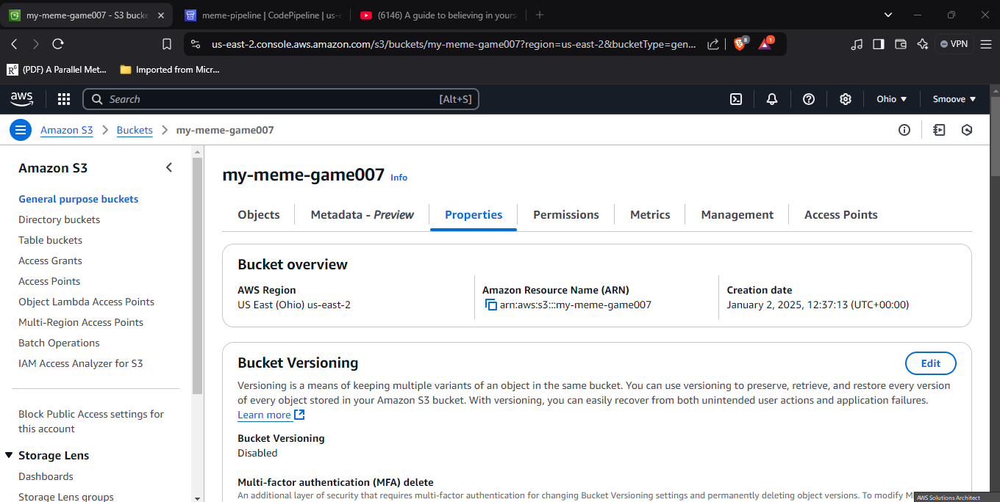 my-meme-game007 - S3 bucke
meme-pipeline | CodePipeline | us-e
(6146) A guide to believing in yours
us-east-2.console.aws.amazon.com/s3/buckets/my-meme-game007?region=us-east-2&bucketType=gen...
8
1
VPN
R⁶ (PDF) A Parallel Met...
Imported from Micr...
aws
Search
[Alt+S]
Ohio
Smoove
Amazon S3
Buckets
my-meme-game007
Amazon S3
General purpose buckets
Directory buckets
Table buckets
Access Grants
Access Points
Object Lambda Access Points
Multi-Region Access Points
Batch Operations
IAM Access Analyzer for S3
Block Public Access settings for
this account
Storage Lens
Dashboards
Storage Lens groups
my-meme-game007 Info
Objects
Metadata - Preview
Properties
Permissions
Metrics
Management
Access Points
Bucket overview
AWS Region
US East (Ohio) us-east-2
Amazon Resource Name (ARN)
arn:aws:s3:::my-meme-game007
Creation date
January 2, 2025, 12:37:13 (UTC+00:00)
Bucket Versioning
Edit
Versioning is a means of keeping multiple variants of an object in the same bucket. You can use versioning to preserve, retrieve, and restore every version
of every object stored in your Amazon S3 bucket. With versioning, you can easily recover from both unintended user actions and application failures.
Learn more
Bucket Versioning
Disabled
Multi-factor authentication (MFA) delete
An additional layer of security that requires multi-factor authentication for changing Bucket Versioning settings and permanently deleting object versions. To modify M
AWS Solutions Architect